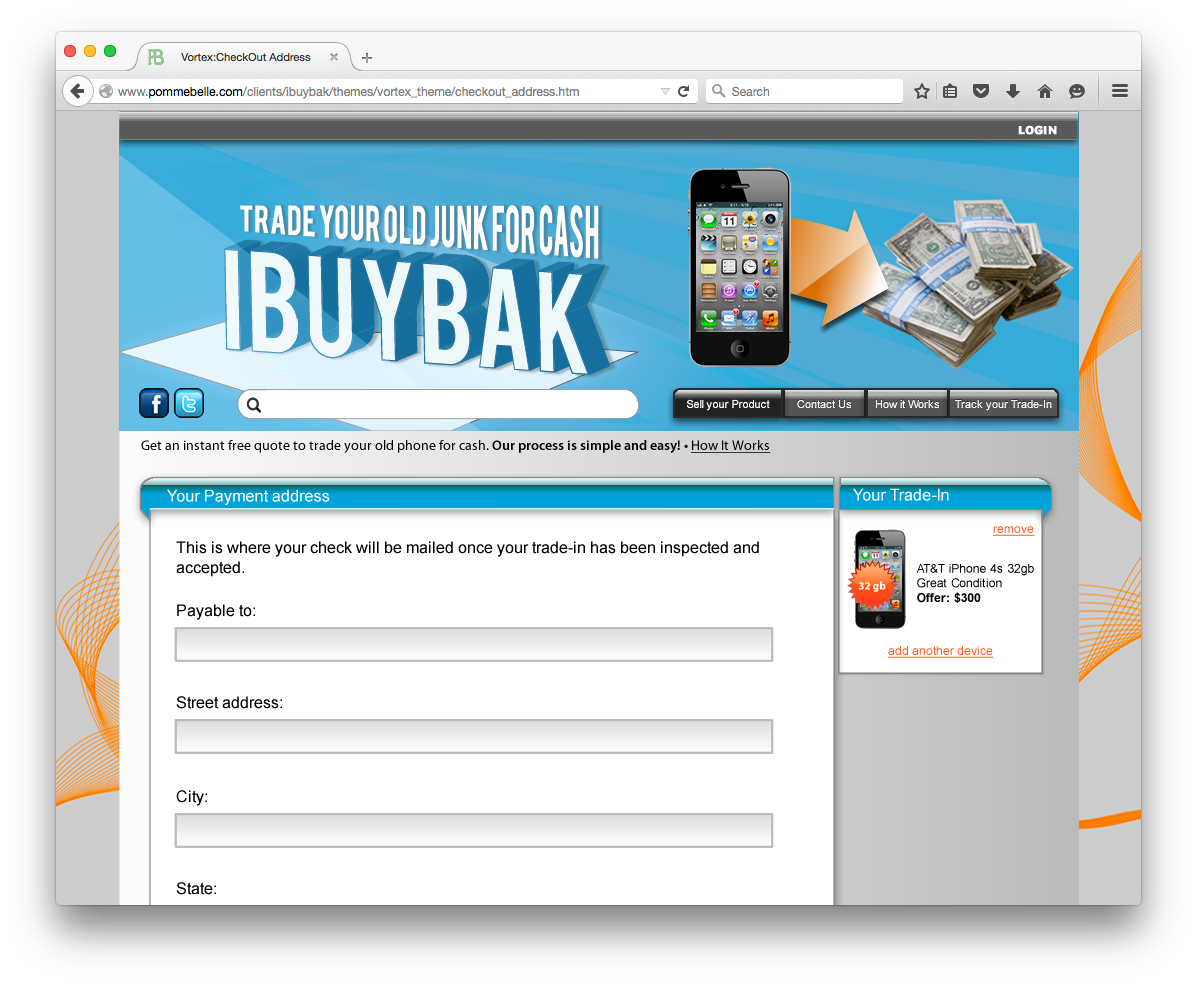 Vortex:CheckOut Address
www.pommebelle.com/clients/ibuybak/themes/vortex_theme/checkout_address.htm
Search
LOGIN
TRADE YOUR OLD JUNK FOR CASH
IBUYBAK
11
Sell your Product
Contact Us
How it Works
Track your Trade-In
Get an instant free quote to trade your old phone for cash. Our process is simple and easy! • How It Works
Your Payment address
This is where your check will be mailed once your trade-in has been inspected and
accepted.
Payable to:
Street address:
City:
State:
Your Trade-In
remove
32 gb
AT&T iPhone 4s 32gb
Great Condition
Offer: $300
add another device